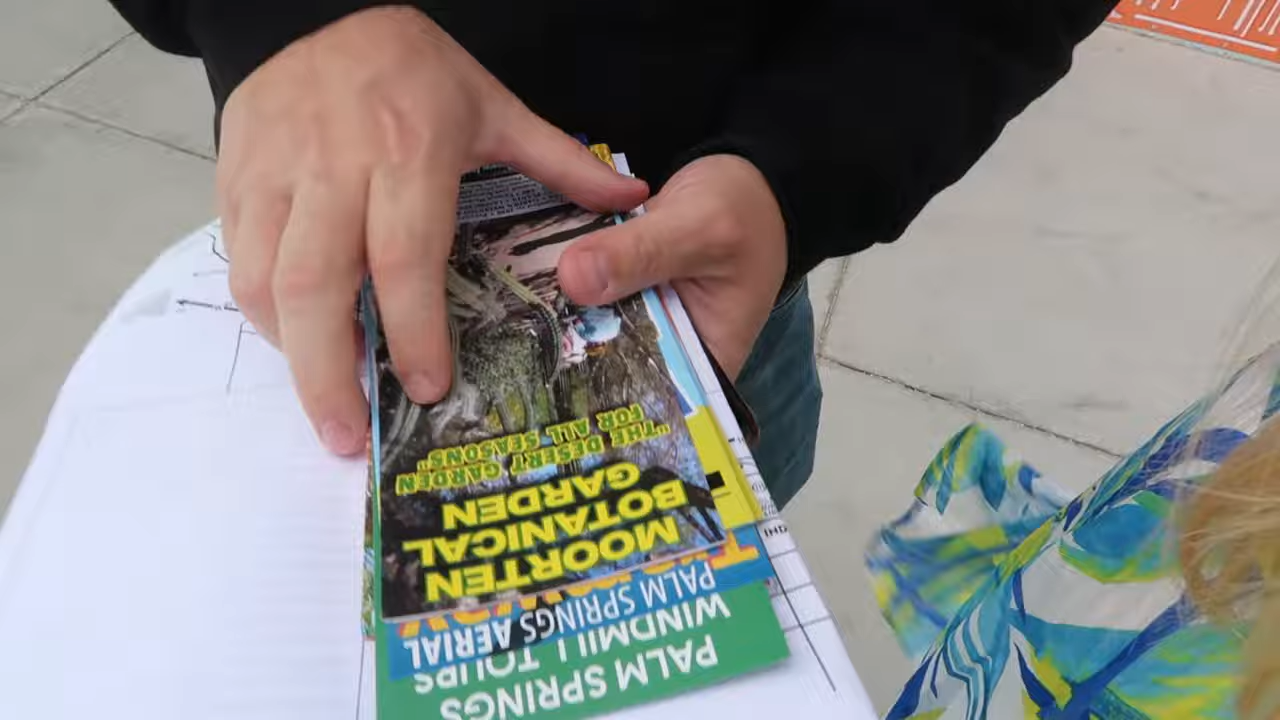 MOORTEN
BOTANICAL
GARDEN
"THE DESERT GARDEN
FOR ALL SEASONS"
PALM SPRINGS AERIAL
PALM SPRINGS
WINDMILL TOURS